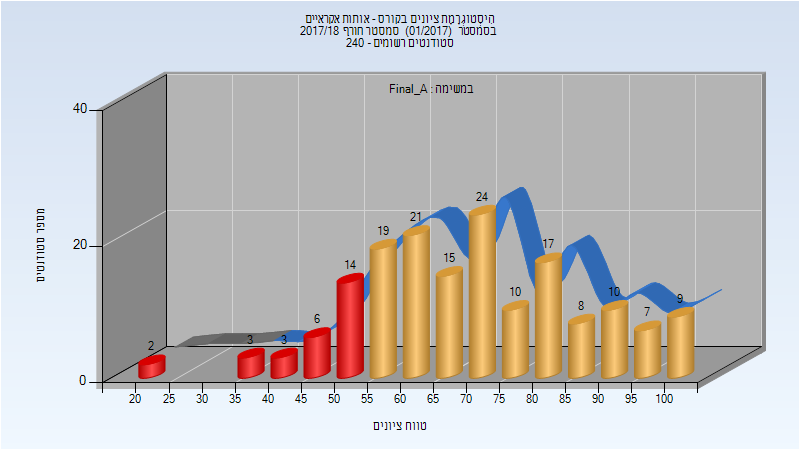 היסטוגרמת ציונים בקורס - אותות אקראיים
בסמסטר (01/2017) סמסטר חורף 2017/18
סטודנטים רשומים - 240
במשימה : Final_A
מספר סטודנטים
40
20
0
2
3
3
6
14
19
21
15
24
10
17
8
10
7
9
20 25 30 35 40 45 50 55 60 65 70 75 80 85 90 95 100
טווח ציונים